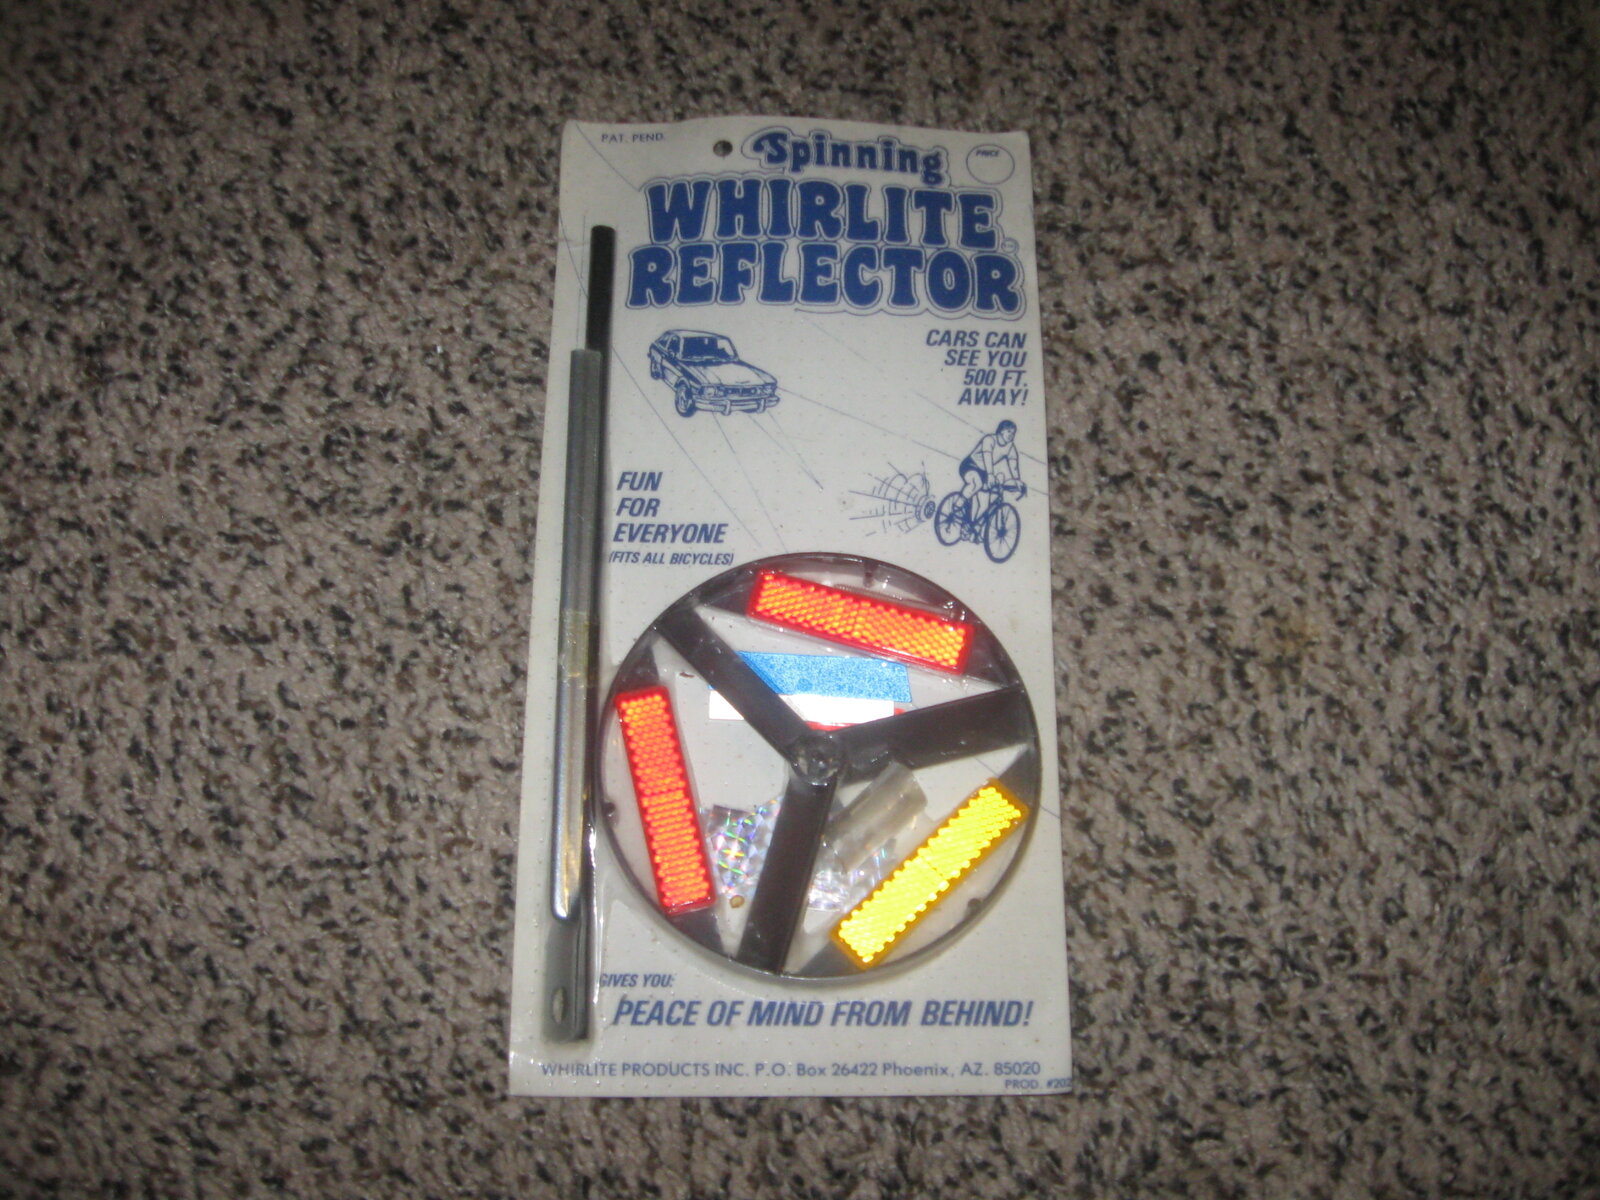 PAT. PEND.
Spinning
PRICE
WHIRLITE
REFLECTOR
CARS CAN
SEE YOU
500 FT.
AWAY!
FUN
FOR
EVERYONE
(FITS ALL BICYCLES)
GIVES YOU:
PEACE OF MIND FROM BEHIND!
WHIRLITE PRODUCTS INC. P.O. Box 26422 Phoenix, AZ. 85020
PROD. #202